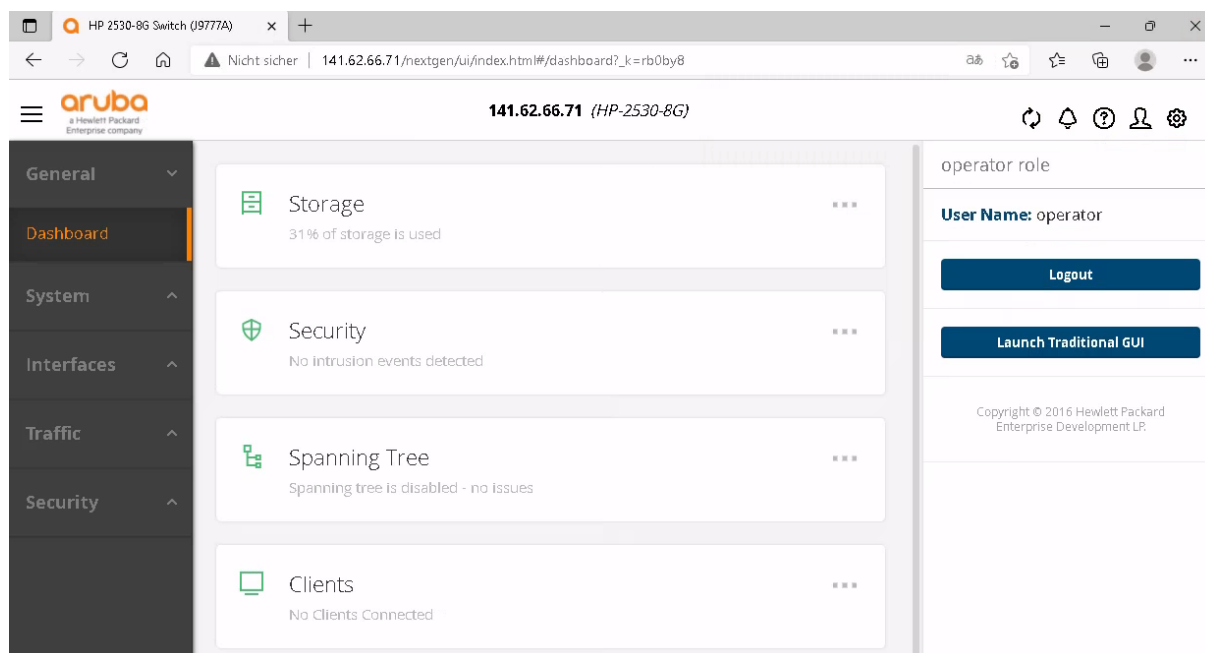 HP 2530-8G Switch (J9777A)
Nicht sicher | 141.62.66.71/nextgen/ui/index.html#/dashboard?_k=rb0by8
aあ
aruba
a Hewlett Packard
Enterprise company
141.62.66.71 (HP-2530-8G)
General
Dashboard
System
Interfaces
Traffic
Security
Storage
31% of storage is used
Security
No intrusion events detected
Spanning Tree
Spanning tree is disabled - no issues
Clients
No Clients Connected
operator role
User Name: operator
Logout
Launch Traditional GUI
Copyright © 2016 Hewlett Packard
Enterprise Development LP.